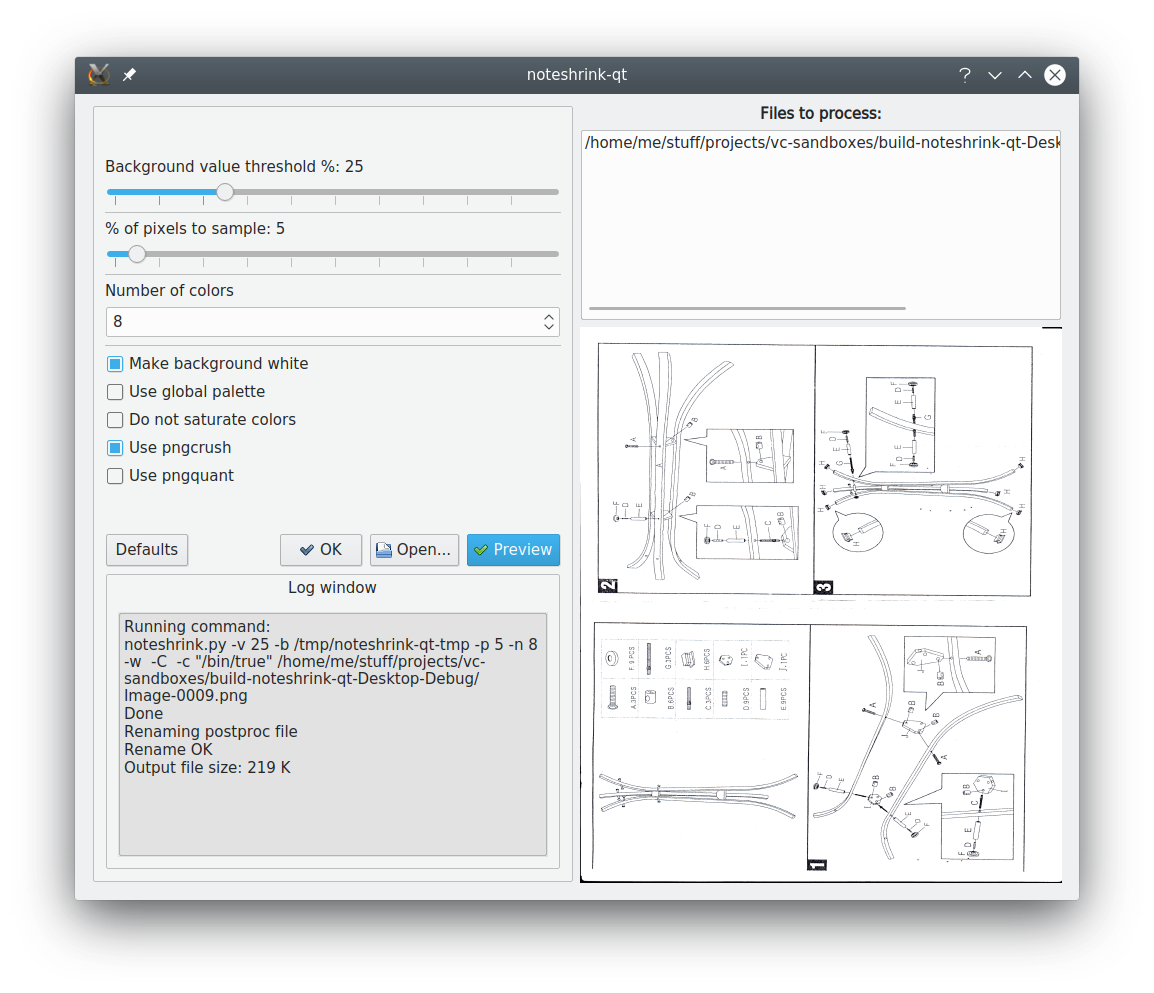 noteshrink-qt
Background value threshold %: 25
% of pixels to sample: 5
Number of colors
8
Make background white
Use global palette
Do not saturate colors
Use pngcrush
Use pngquant
Defaults
OK
Open...
Preview
Log window
Running command:
noteshrink.py -v 25 -b /tmp/noteshrink-qt-tmp -p 5 -n 8
-w -C -c "/bin/true" /home/me/stuff/projects/vc-
sandboxes/build-noteshrink-qt-Desktop-Debug/
Image-0009.png
Done
Renaming postproc file
Rename OK
Output file size: 219 K
Files to process:
/home/me/stuff/projects/vc-sandboxes/build-noteshrink-qt-Desk
2
3
F.9PCS
G.3PCS
H.6PCS
I.1PC
J.1PC
A.3PCS
B.6PCS
C.3PCS
D.9PCS
E.9PCS
1